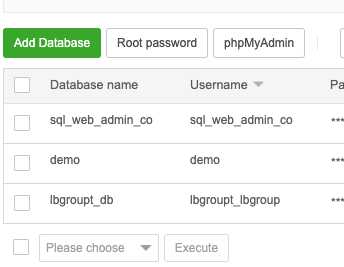 Add Database Root password phpMyAdmin
Database name Username Pa
sql_web_admin_co sql_web_admin_co ***
demo demo ***
lbgroupt_db lbgroupt_lbgroup ***
Please choose Execute